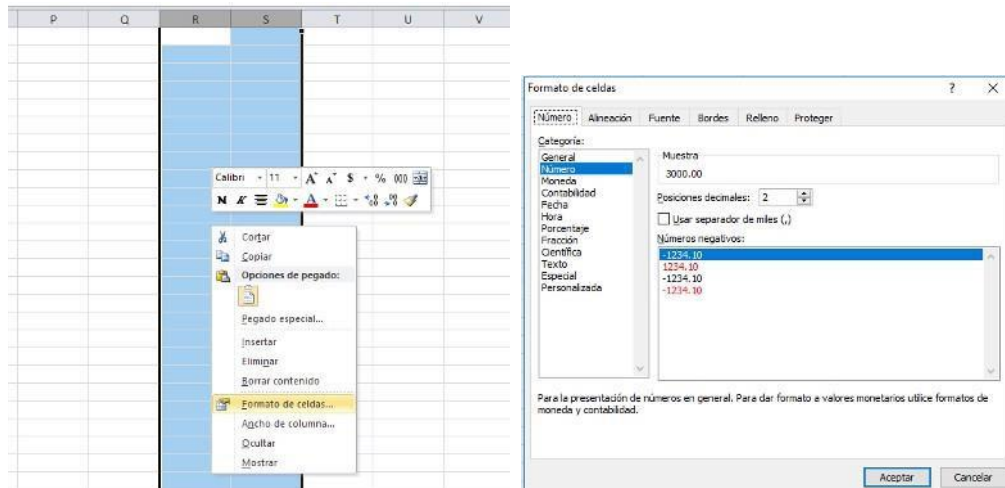 P Q R S T U V
Calibri 11 A A $ % 000
N K A
Cortar
Copiar
Opciones de pegado:
Pegado especial...
Insertar
Eliminar
Borrar contenido
Formato de celdas...
Ancho de columna...
Ocultar
Mostrar
Formato de celdas ? X
Número Alineación Fuente Bordes Relleno Proteger
Categoría:
General
Número
Moneda
Contabilidad
Fecha
Hora
Porcentaje
Fracción
Científica
Texto
Especial
Personalizada
Muestra
3000.00
Posiciones decimales: 2
Usar separador de miles (,)
Números negativos:
-1234.10
1234.10
-1234.10
-1234.10
Para la presentación de números en general. Para dar formato a valores monetarios utilice formatos de
moneda y contabilidad.
Aceptar Cancelar